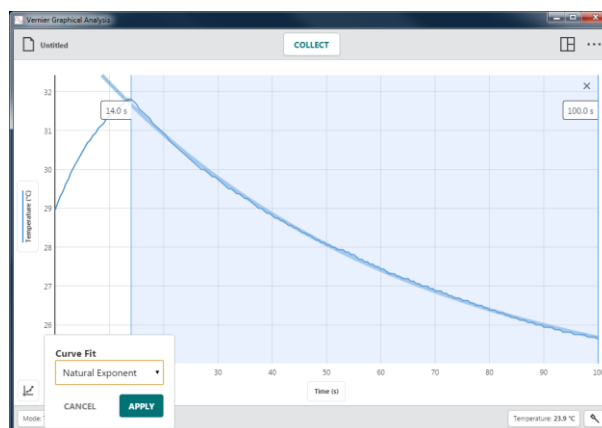 Vernier Graphical Analysis
Untitled
COLLECT
32
14.0 s
100.0 s
31
30
29
28
27
26
Temperature (°C)
Curve Fit
Natural Exponent
CANCEL
APPLY
30
40
50
60
70
80
90
100
Time (s)
Mode:
Temperature: 23.9 °C